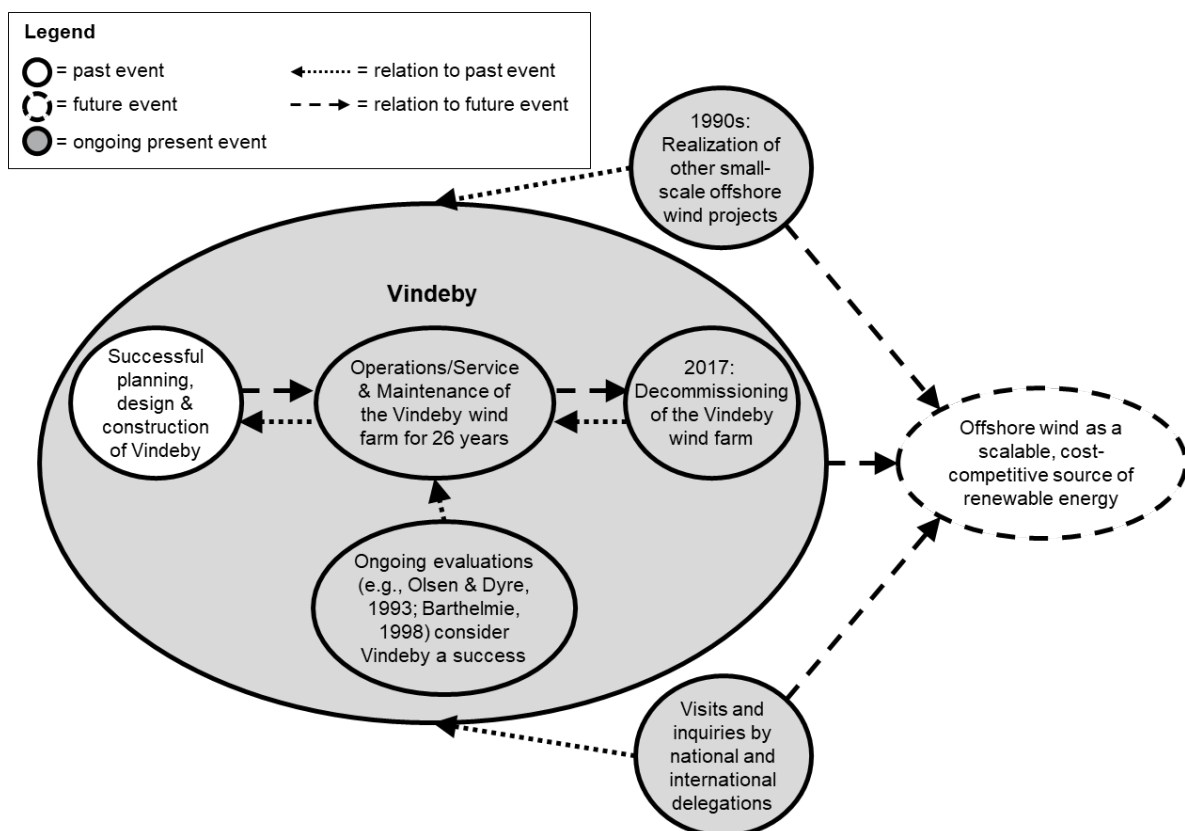 Legend
= past event
= relation to past event
= future event
= relation to future event
= ongoing present event
1990s:
Realization of
other small-
scale offshore
wind projects
Vindeby
Successful
planning,
design &
construction
of Vindeby
Operations/Service
& Maintenance of
the Vindeby wind
farm for 26 years
2017:
Decommissioning
of the Vindeby
wind farm
Offshore wind as a
scalable, cost-
competitive source of
renewable energy
Ongoing evaluations
(e.g., Olsen & Dyre,
1993; Barthelmie,
1998) consider
Vindeby a success
Visits and
inquiries by
national and
international
delegations